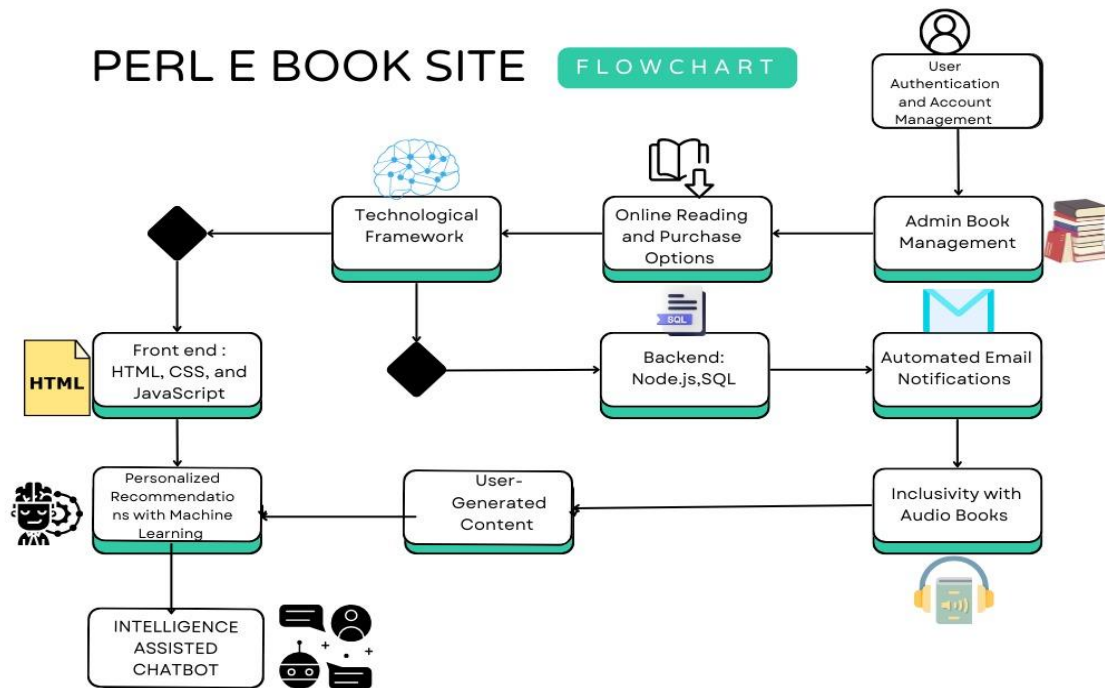 PERL E BOOK SITE
FLOWCHART
User
Authentication
and Account
Management
Technological
Framework
Online Reading
and Purchase
Options
Admin Book
Management
HTML
Front end :
HTML, CSS, and
JavaScript
SQL
Backend:
Node.js,SQL
Automated Email
Notifications
Personalized
Recommendatio
ns with Machine
Learning
User-
Generated
Content
Inclusivity with
Audio Books
INTELLIGENCE
ASSISTED
CHATBOT